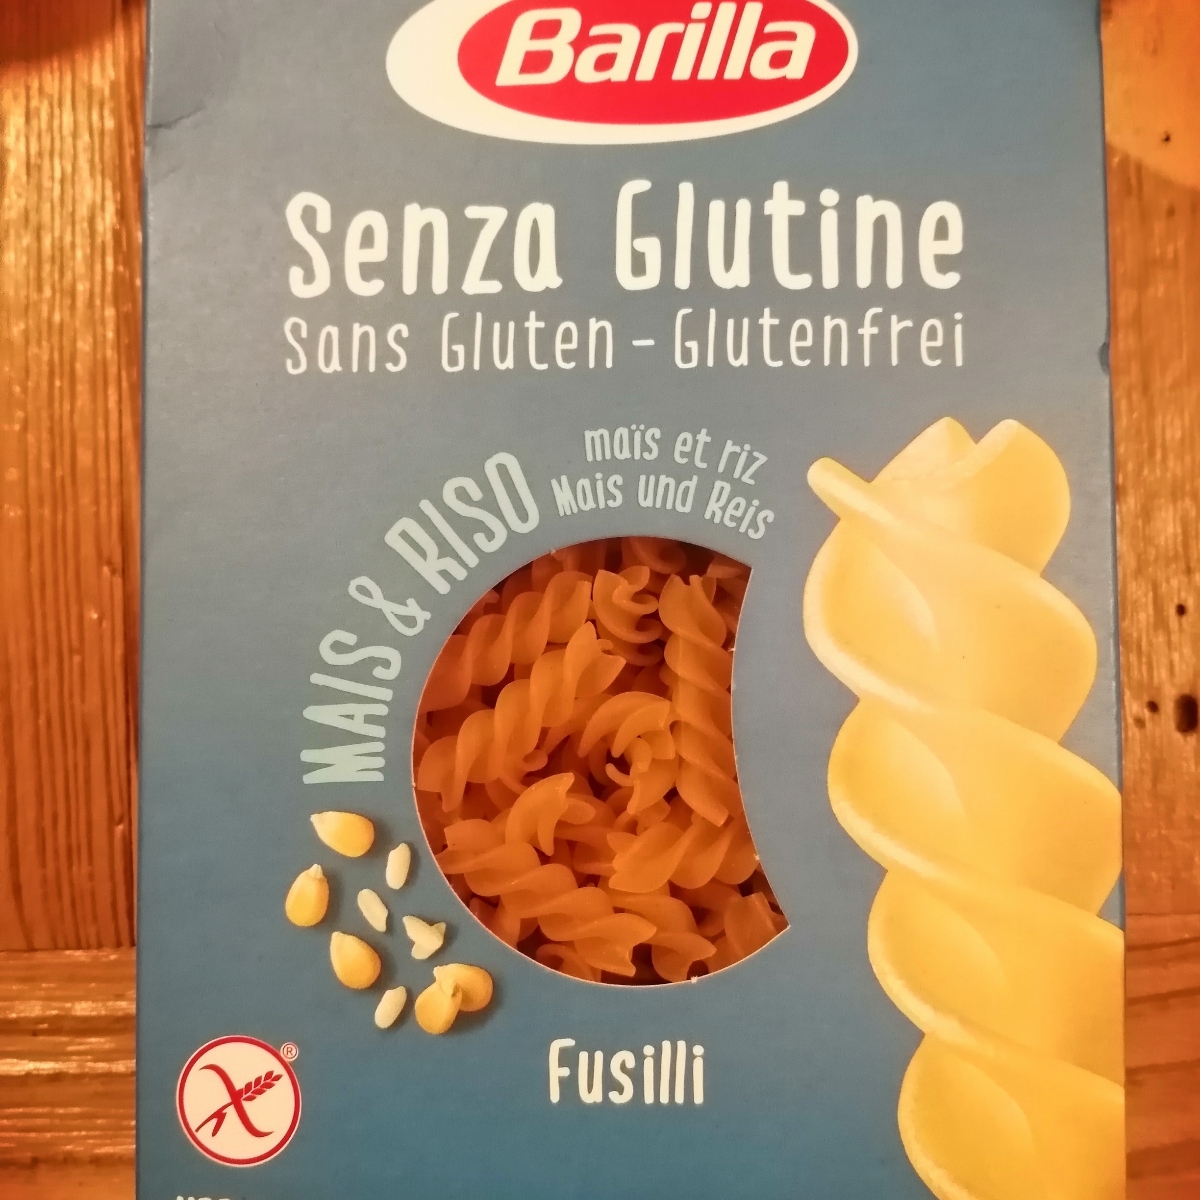 Barilla
Senza Glutine
Sans Gluten - Glutenfrei
MAIS & RISO
maïs et riz
Mais und Reis
Fusilli
®